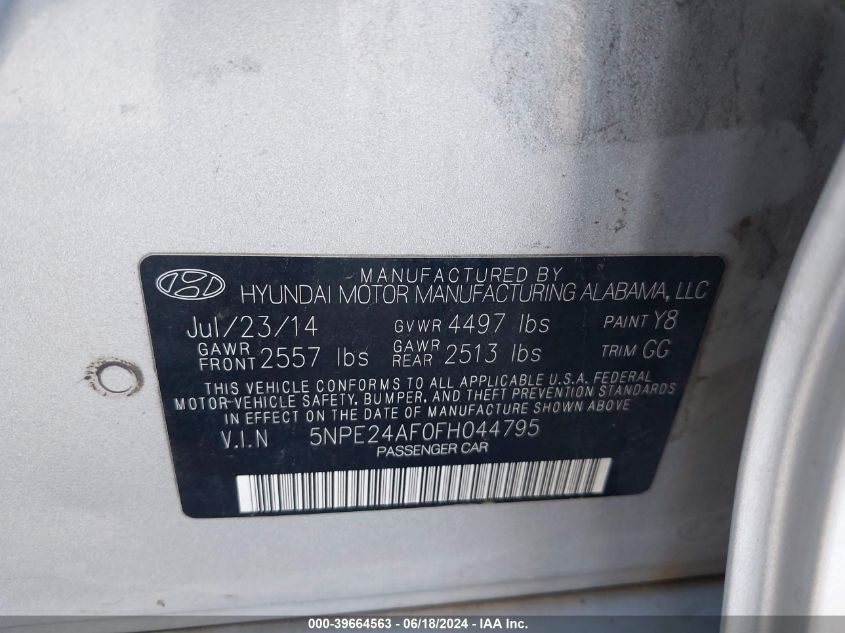 MANUFACTURED BY
HYUNDAI MOTOR MANUFACTURING ALABAMA, LLC
Jul/23/14 GVWR 4497 lbs PAINT Y8
GAWR FRONT 2557 lbs GAWR REAR 2513 lbs TRIM GG
THIS VEHICLE CONFORMS TO ALL APPLICABLE U.S.A. FEDERAL
MOTOR-VEHICLE SAFETY, BUMPER, AND THEFT PREVENTION STANDARDS
IN EFFECT ON THE DATE OF MANUFACTURE SHOWN ABOVE.
V.I.N 5NPE24AF0FH044795
PASSENGER CAR
000-39664563 / 06/18/2024 - IAA Inc.